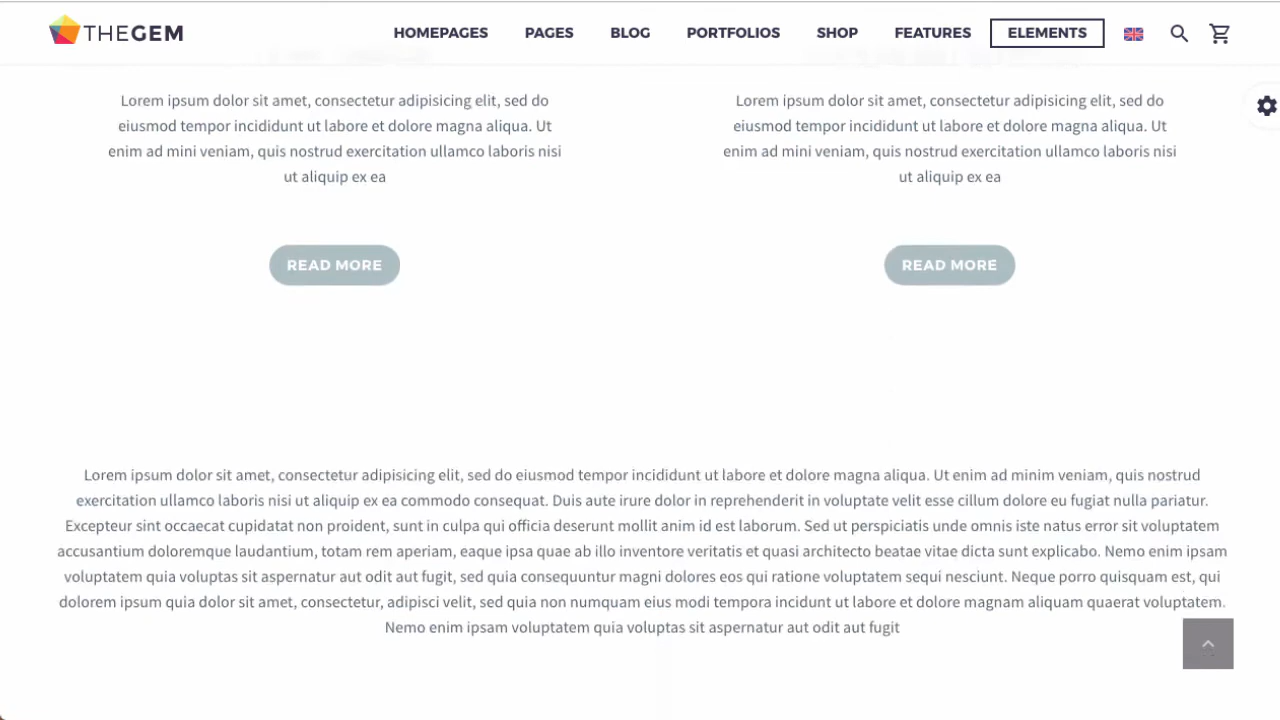 THEGEM
HOMEPAGES PAGES BLOG PORTFOLIOS SHOP FEATURES ELEMENTS
Lorem ipsum dolor sit amet, consectetur adipisicing elit, sed do
eiusmod tempor incididunt ut labore et dolore magna aliqua. Ut
enim ad mini veniam, quis nostrud exercitation ullamco laboris nisi
ut aliquip ex ea
READ MORE
Lorem ipsum dolor sit amet, consectetur adipisicing elit, sed do
eiusmod tempor incididunt ut labore et dolore magna aliqua. Ut
enim ad mini veniam, quis nostrud exercitation ullamco laboris nisi
ut aliquip ex ea
READ MORE
Lorem ipsum dolor sit amet, consectetur adipisicing elit, sed do eiusmod tempor incididunt ut labore et dolore magna aliqua. Ut enim ad minim veniam, quis nostrud
exercitation ullamco laboris nisi ut aliquip ex ea commodo consequat. Duis aute irure dolor in reprehenderit in voluptate velit esse cillum dolore eu fugiat nulla pariatur.
Excepteur sint occaecat cupidatat non proident, sunt in culpa qui officia deserunt mollit anim id est laborum. Sed ut perspiciatis unde omnis iste natus error sit voluptatem
accusantium doloremque laudantium, totam rem aperiam, eaque ipsa quae ab illo inventore veritatis et quasi architecto beatae vitae dicta sunt explicabo. Nemo enim ipsam
voluptatem quia voluptas sit aspernatur aut odit aut fugit, sed quia consequuntur magni dolores eos qui ratione voluptatem sequi nesciunt. Neque porro quisquam est, qui
dolorem ipsum quia dolor sit amet, consectetur, adipisci velit, sed quia non numquam eius modi tempora incidunt ut labore et dolore magnam aliquam quaerat voluptatem.
Nemo enim ipsam voluptatem quia voluptas sit aspernatur aut odit aut fugit